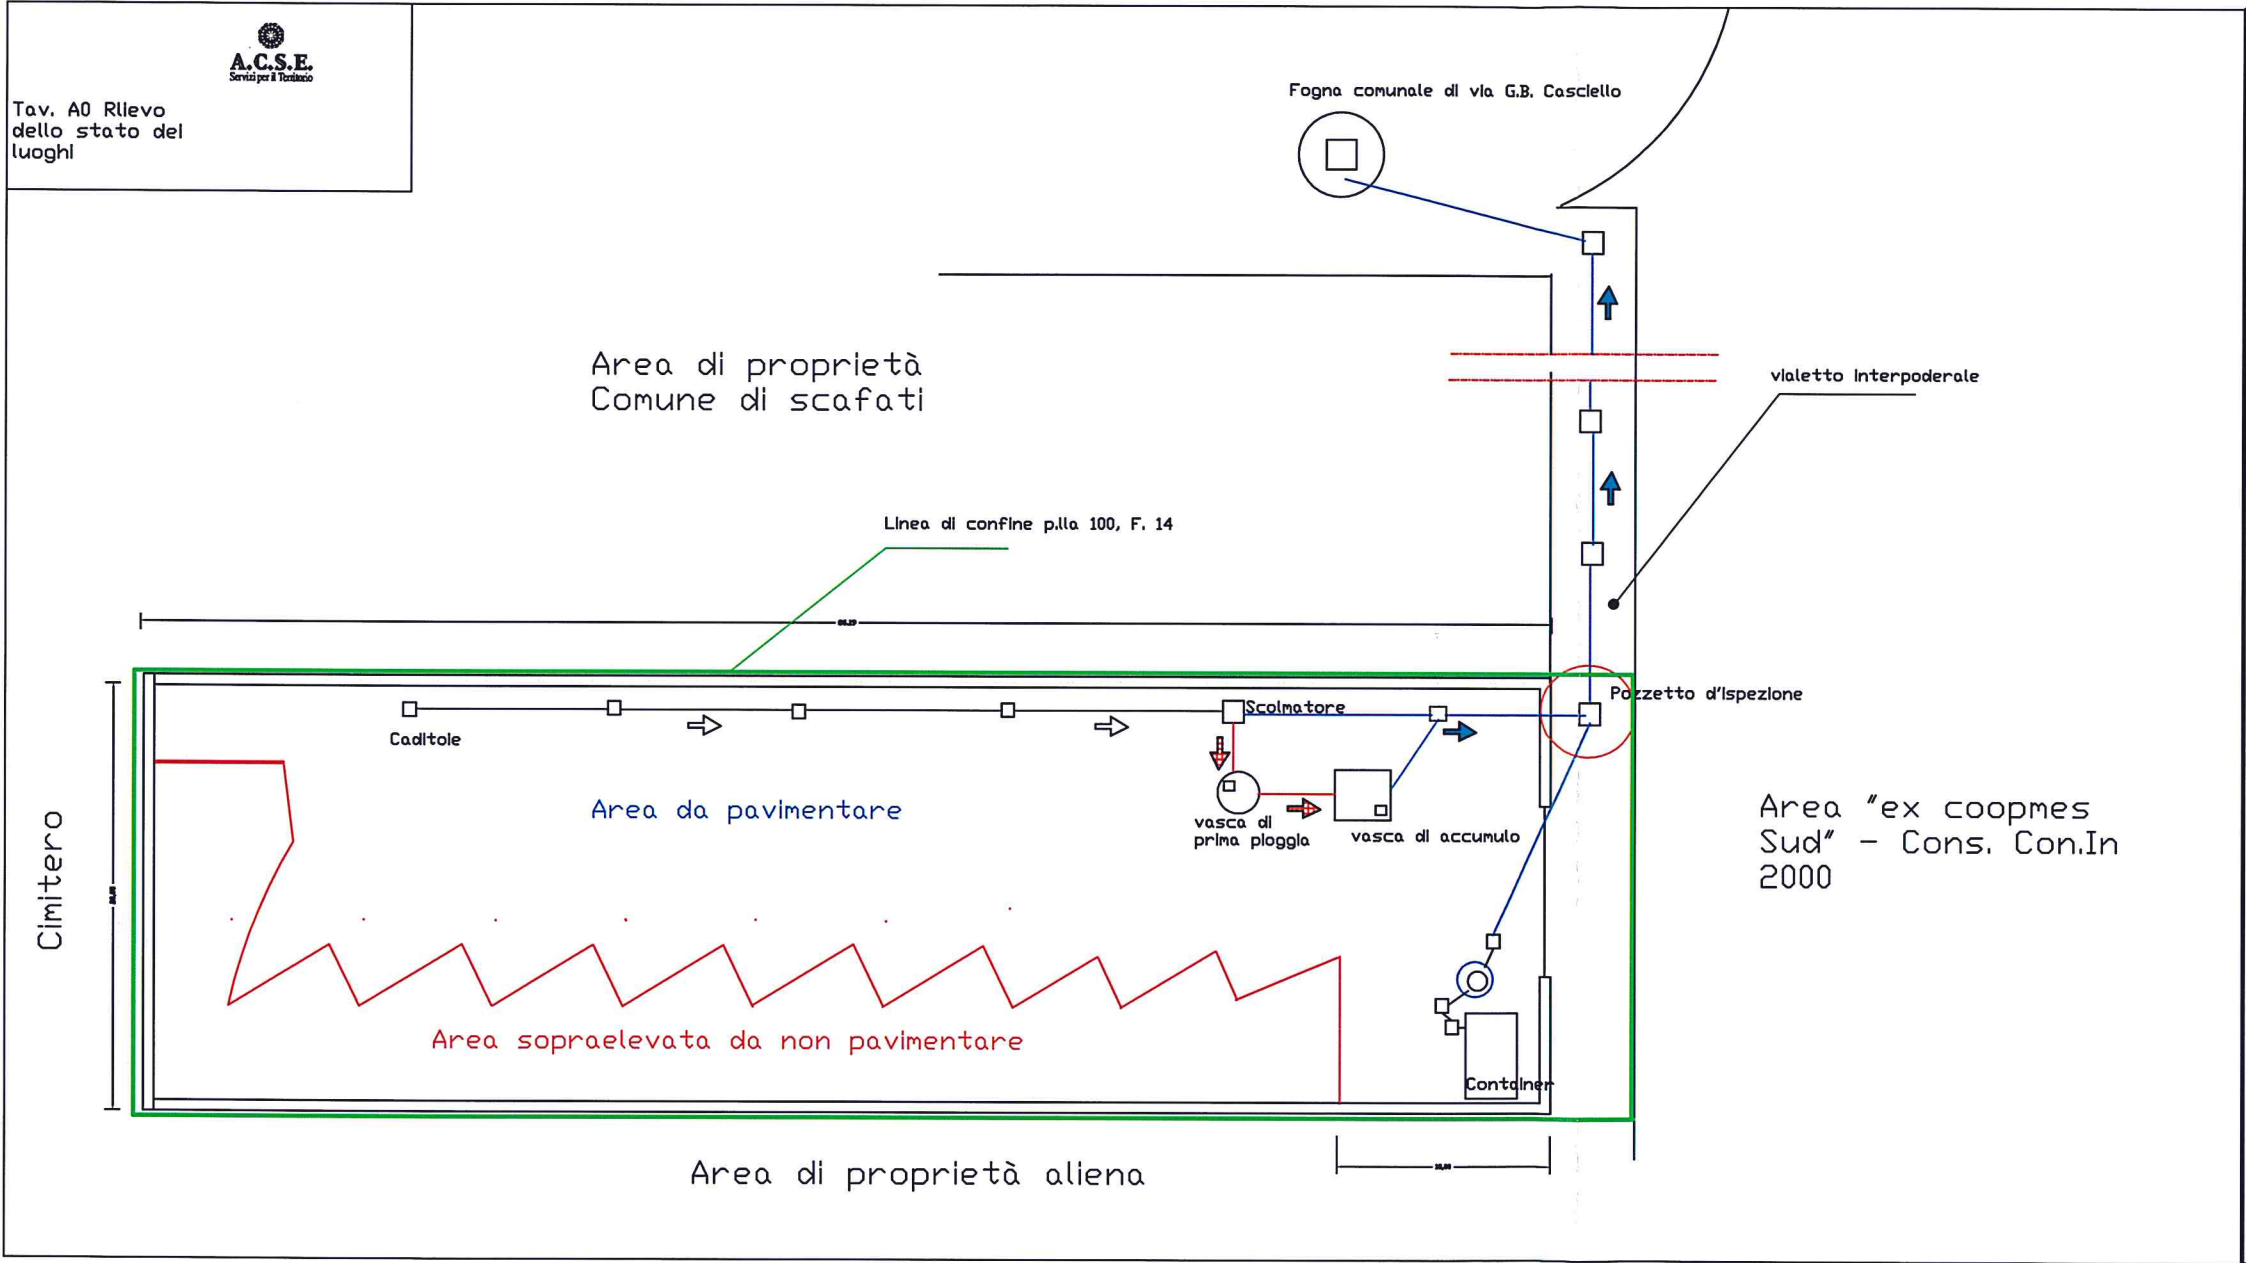 A.C.S.E.
Servizi per il Territorio
Tav. A0 Rilievo
dello stato dei
luoghi
Fogna comunale di via G.B. Casciello
Area di proprietà
Comune di scafati
vialetto interpoderale
Linea di confine p.lla 100, F. 14
Pozzetto d'ispezione
Scolmatore
Caditoie
Area da pavimentare
vasca di
prima pioggia
vasca di accumulo
Cimitero
Area "ex coopmes
Sud" - Cons. Con.In
2000
Area sopraelevata da non pavimentare
Container
Area di proprietà aliena